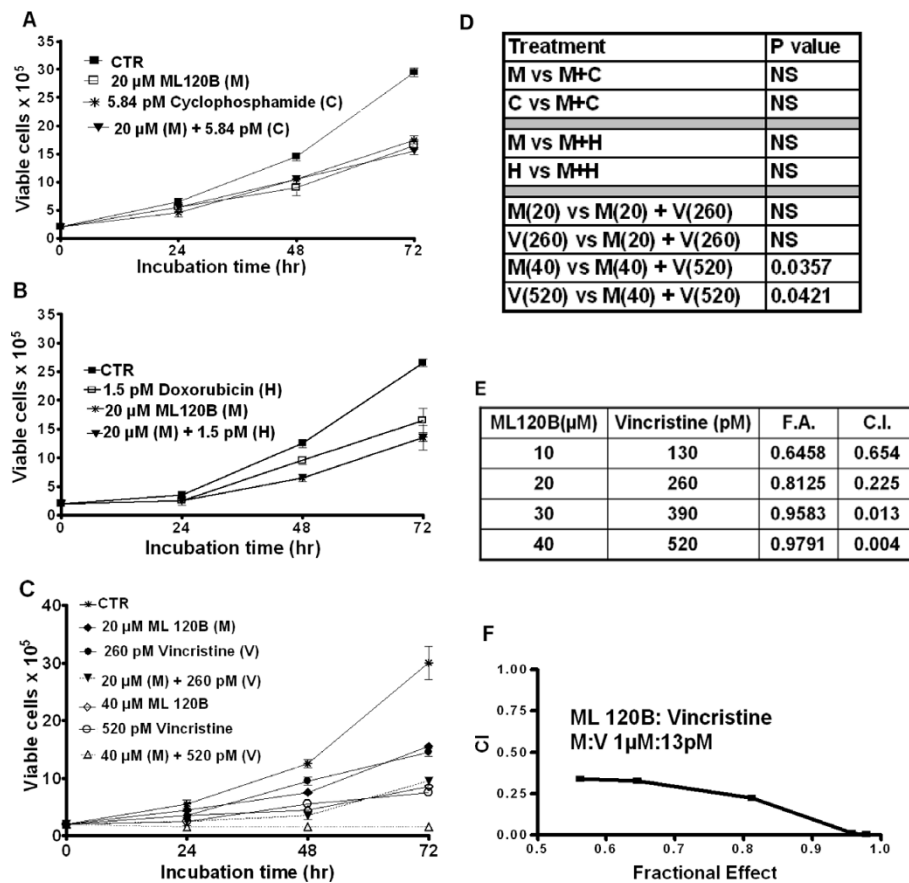 A
35
30
25
20
15
10
5
0
Viable cells x 10⁵
CTR
20 µM ML120B (M)
5.84 pM Cyclophosphamide (C)
20 µM (M) + 5.84 pM (C)
0 24 48 72
Incubation time (hr)
B
35
30
25
20
15
10
5
0
Viable cells x 10⁵
CTR
1.5 pM Doxorubicin (H)
20 µM ML120B (M)
20 µM (M) + 1.5 pM (H)
0 24 48 72
Incubation time (hr)
C
40
30
20
10
0
Viable cells x 10⁵
CTR
20 µM ML 120B (M)
260 pM Vincristine (V)
20 µM (M) + 260 pM (V)
40 µM ML 120B
520 pM Vincristine
40 µM (M) + 520 pM (V)
0 24 48 72
Incubation time (hr)
D
Treatment P value
M vs M+C NS
C vs M+C NS
M vs M+H NS
H vs M+H NS
M(20) vs M(20) + V(260) NS
V(260) vs M(20) + V(260) NS
M(40) vs M(40) + V(520) 0.0357
V(520) vs M(40) + V(520) 0.0421
E
ML120B(µM) Vincristine (pM) F.A. C.I.
10 130 0.6458 0.654
20 260 0.8125 0.225
30 390 0.9583 0.013
40 520 0.9791 0.004
F
1.00
0.75
0.50
0.25
0.00
CI
ML 120B: Vincristine
M:V 1µM:13pM
0.5 0.6 0.7 0.8 0.9 1.0
Fractional Effect